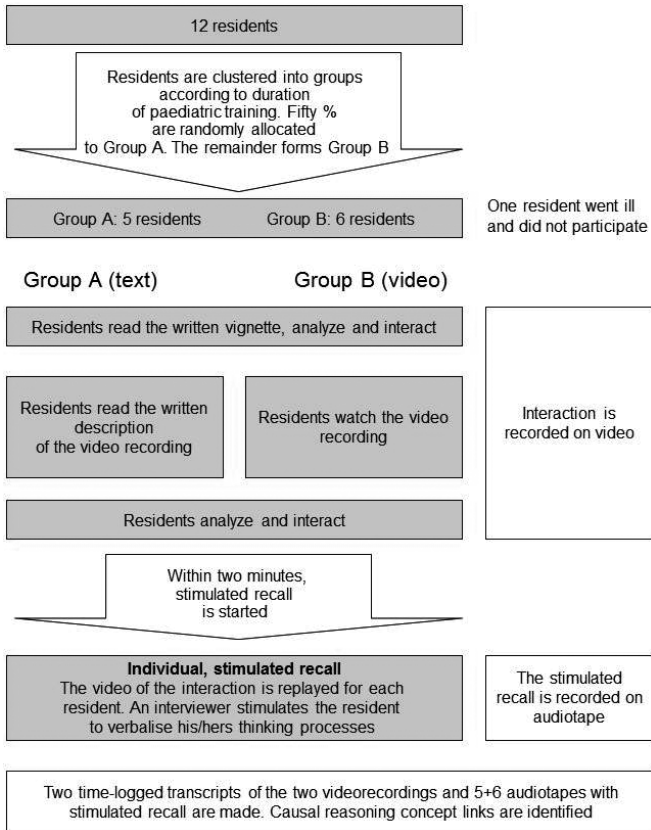 12 residents
Residents are clustered into groups
according to duration
of paediatric training. Fifty %
are randomly allocated
to Group A. The remainder forms Group B
Group A: 5 residents Group B: 6 residents
One resident went ill
and did not participate
Group A (text) Group B (video)
Residents read the written vignette, analyze and interact
Residents read the written
description
of the video recording
Residents watch the video
recording
Interaction is
recorded on video
Residents analyze and interact
Within two minutes,
stimulated recall
is started
Individual, stimulated recall
The video of the interaction is replayed for each
resident. An interviewer stimulates the resident
to verbalise his/hers thinking processes
The stimulated
recall is recorded on
audiotape
Two time-logged transcripts of the two videorecordings and 5+6 audiotapes with
stimulated recall are made. Causal reasoning concept links are identified